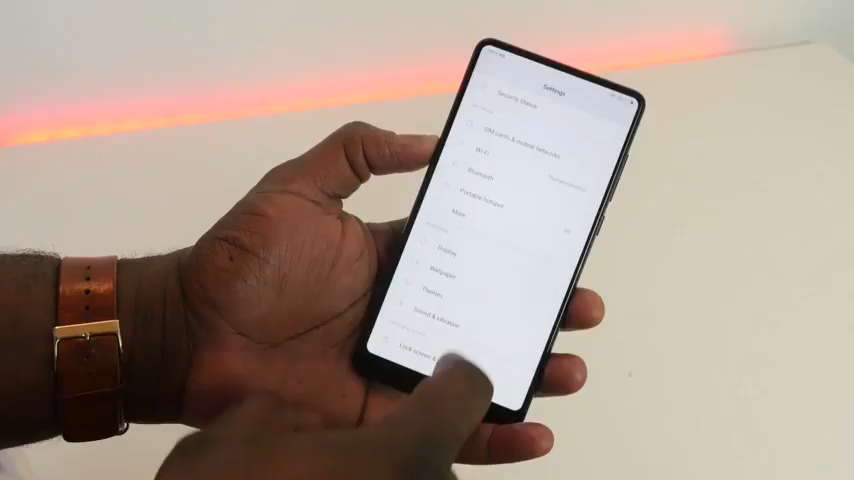 Settings
Security Status
SIM cards & mobile networks
Wi-Fi
Bluetooth
Portable hotspot
More
Display
Wallpaper
Themes
Sound & vibration
Lock screen &